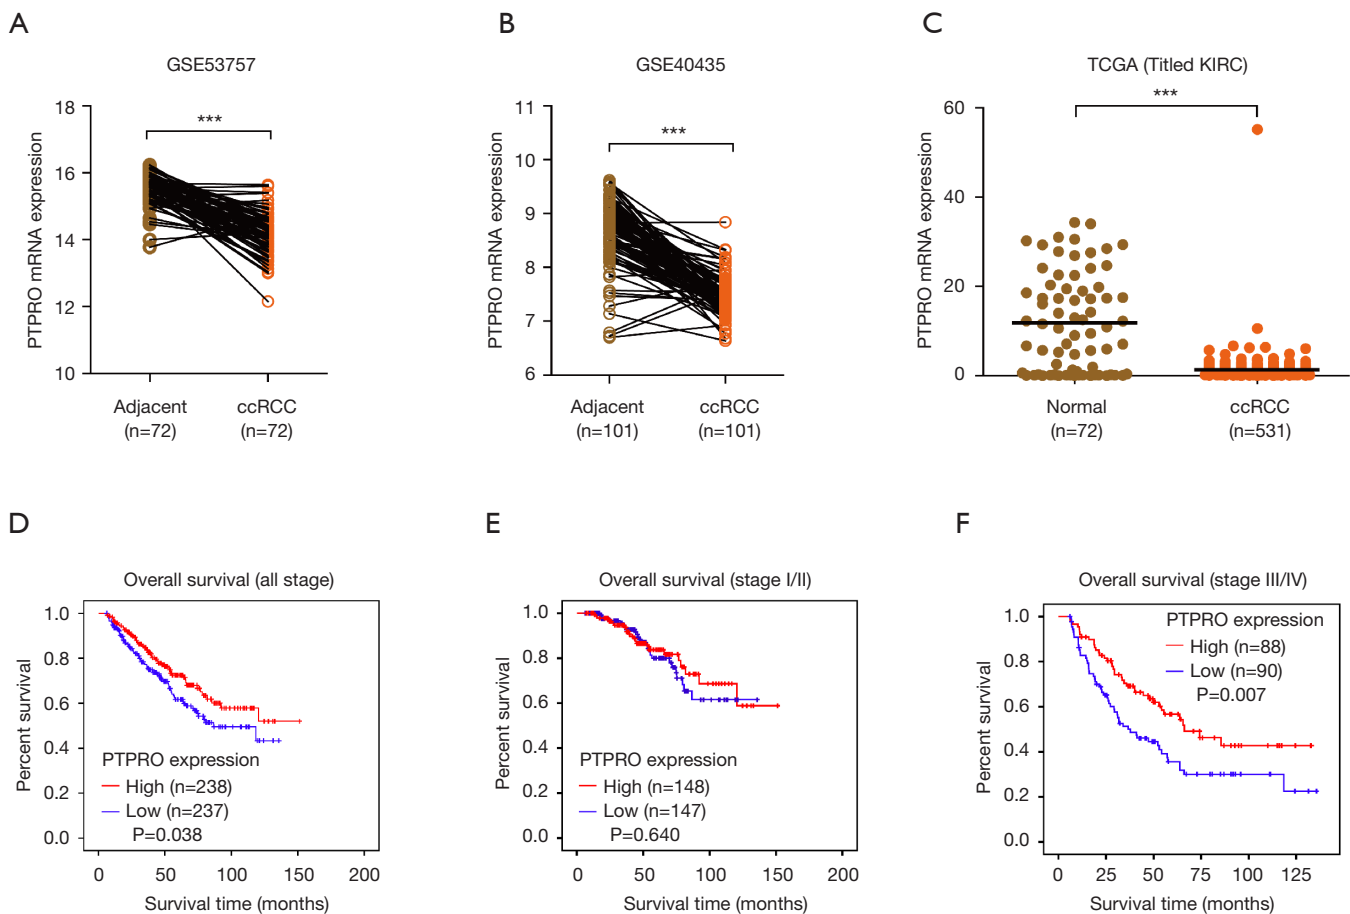 A
GSE53757
PTPRO mRNA expression
18
16
14
12
10
***
Adjacent
(n=72)
ccRCC
(n=72)
B
GSE40435
PTPRO mRNA expression
11
10
9
8
7
6
***
Adjacent
(n=101)
ccRCC
(n=101)
C
TCGA (Titled KIRC)
PTPRO mRNA expression
60
40
20
0
***
Normal
(n=72)
ccRCC
(n=531)
D
Overall survival (all stage)
Percent survival
1.0
0.8
0.6
0.4
0.2
0.0
PTPRO expression
High (n=238)
Low (n=237)
P=0.038
0 50 100 150 200
Survival time (months)
E
Overall survival (stage I/II)
Percent survival
1.0
0.8
0.6
0.4
0.2
0.0
PTPRO expression
High (n=148)
Low (n=147)
P=0.640
0 50 100 150 200
Survival time (months)
F
Overall survival (stage III/IV)
Percent survival
1.0
0.8
0.6
0.4
0.2
0.0
PTPRO expression
High (n=88)
Low (n=90)
P=0.007
0 25 50 75 100 125
Survival time (months)